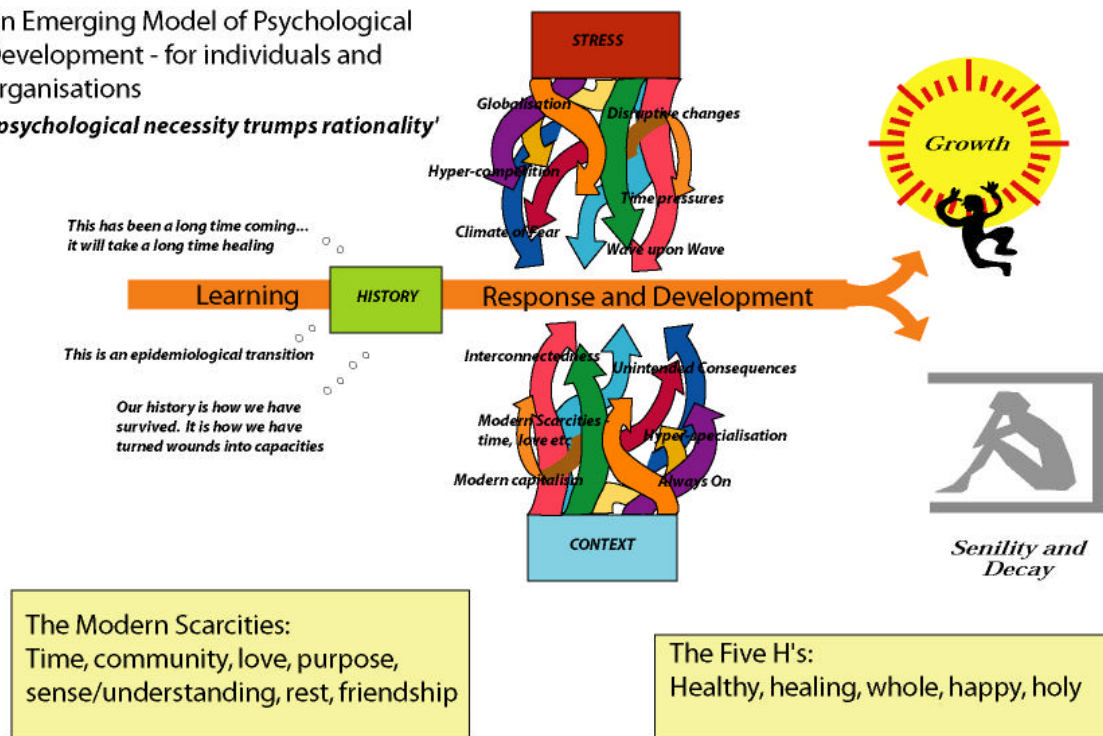 n Emerging Model of Psychological
evelopment - for individuals and
rganisations
psychological necessity trumps rationality'
STRESS
Globalisation
Disruptive changes
Hyper-competition
Time pressures
Climate of Fear
Wave upon Wave
Growth
This has been a long time coming...
it will take a long time healing
Learning
HISTORY
Response and Development
This is an epidemiological transition
Our history is how we have
survived. It is how we have
turned wounds into capacities
Interconnectedness
Unintended Consequences
Modern Scarcities -
time, love etc
Hyper-specialisation
Modern capitalism
Always On
CONTEXT
Senility and
Decay
The Modern Scarcities:
Time, community, love, purpose,
sense/understanding, rest, friendship
The Five H's:
Healthy, healing, whole, happy, holy